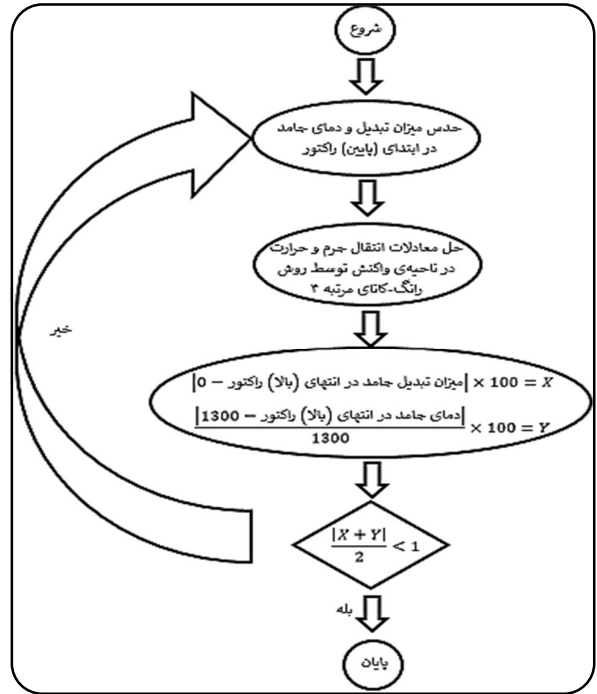 شروع
حدس میزان تبدیل و دمای جامد
در ابتدای (پایین) راکتور
حل معادلات انتقال جرم و حرارت
در ناحیه‌ی واکنش توسط روش
رانگ-کاتای مرتبه ۴
|میزان تبدیل جامد در انتهای (بالا) راکتور − 0| × 100 = X
|دمای جامد در انتهای (بالا) راکتور − 1300|
1300
× 100 = Y
|X + Y|
2
< 1
خیر
بله
پایان